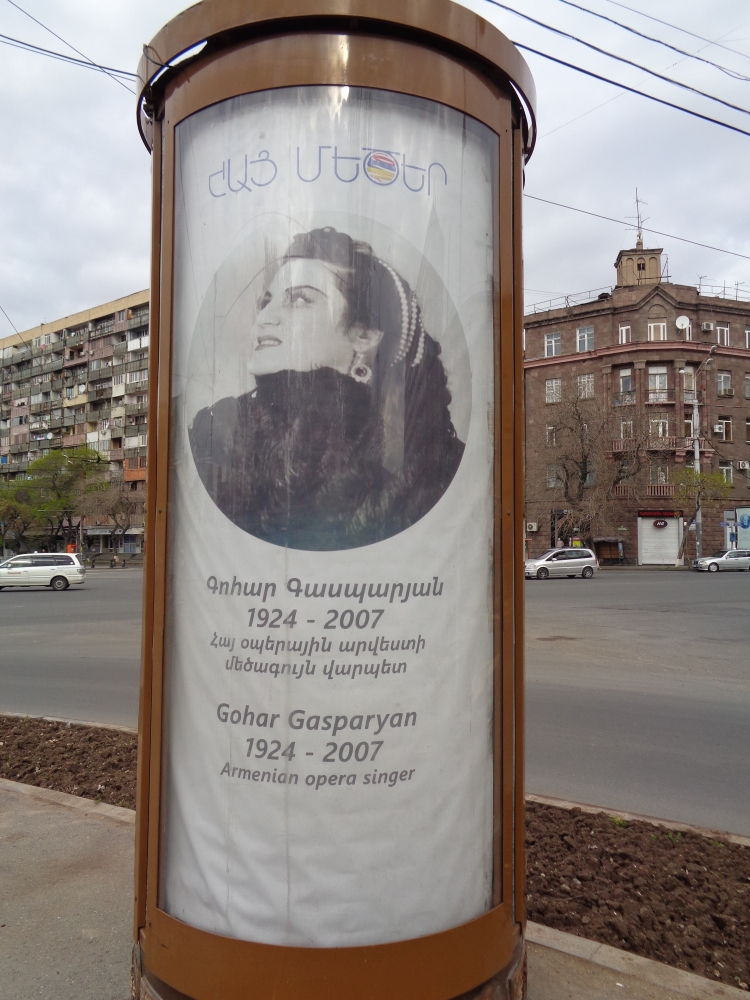 ՀԱՅ ՄԵԾԵՐ
Գոհար Գասպարյան
1924 - 2007
Հայ օպերային արվեստի
մեծագույն վարպետ
Gohar Gasparyan
1924 - 2007
Armenian opera singer